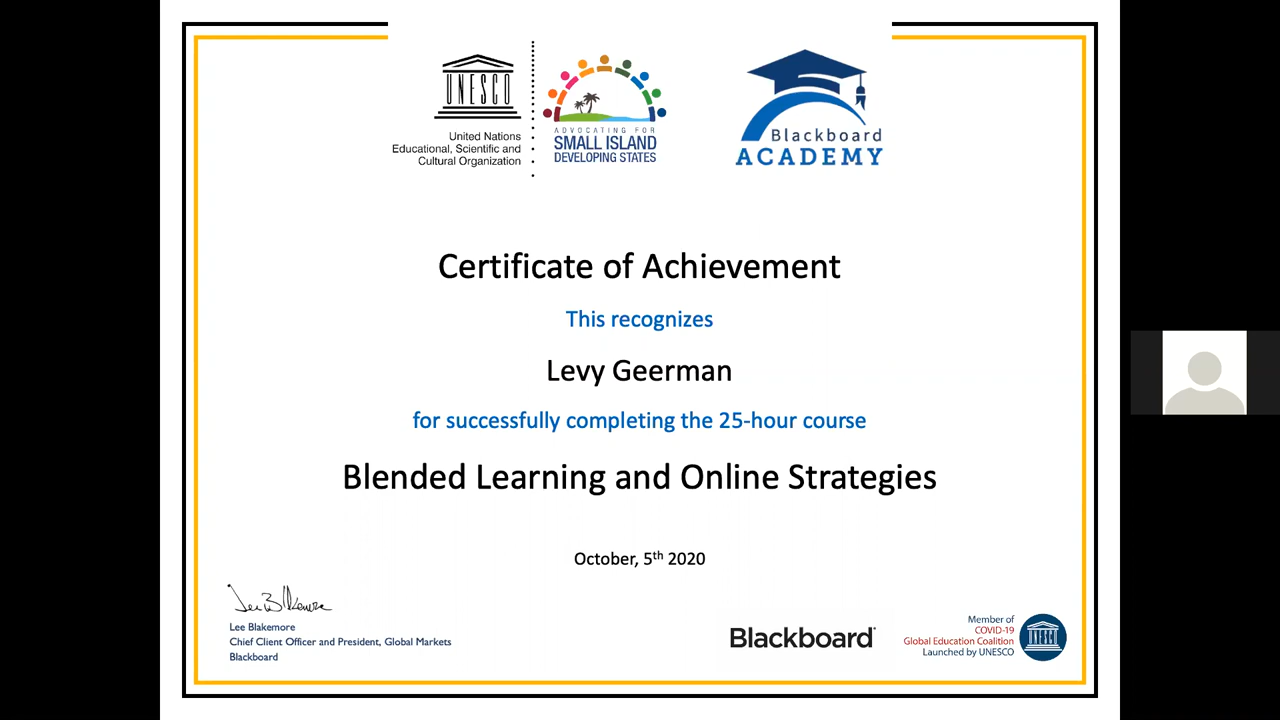 UNESCO
United Nations
Educational, Scientific and
Cultural Organization
ADVOCATING FOR
SMALL ISLAND
DEVELOPING STATES
Blackboard
ACADEMY
Certificate of Achievement
This recognizes
Levy Geerman
for successfully completing the 25-hour course
Blended Learning and Online Strategies
October, 5th 2020
Lee Blakemore
Lee Blakemore
Chief Client Officer and President, Global Markets
Blackboard
Blackboard
Member of
COVID-19
Global Education Coalition
Launched by UNESCO
UNESCO